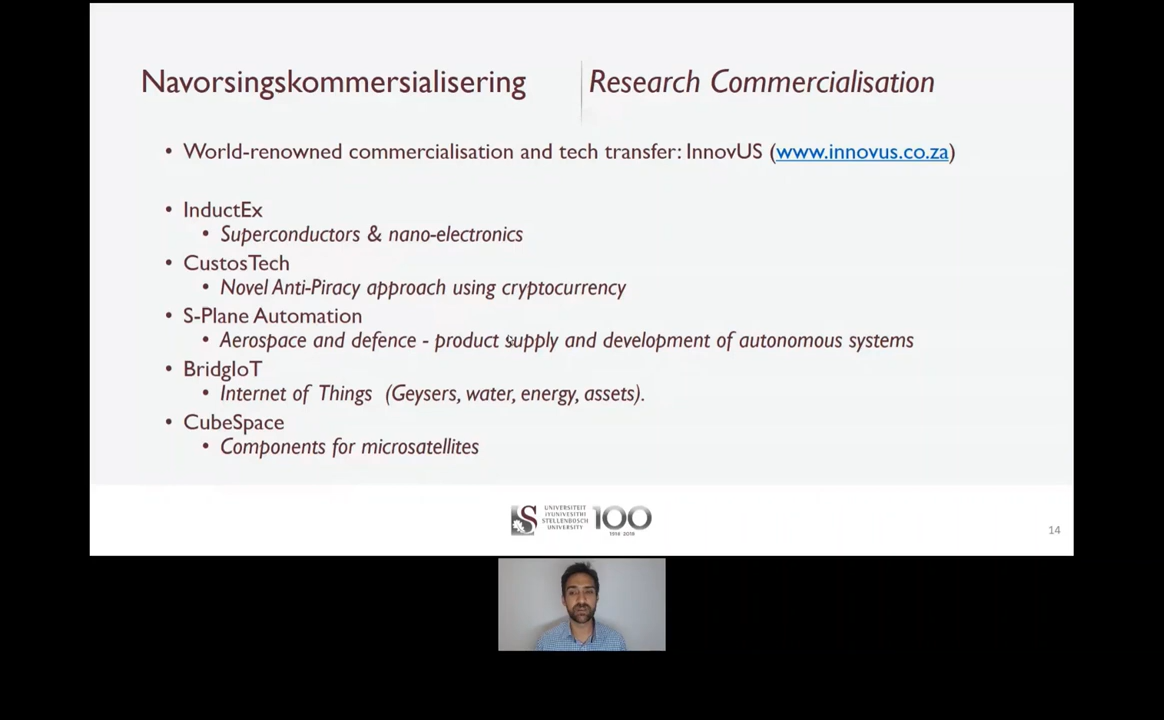 Navorsingskommersialisering
Research Commercialisation
• World-renowned commercialisation and tech transfer: InnovUS (www.innovus.co.za)
• InductEx
• Superconductors & nano-electronics
• CustosTech
• Novel Anti-Piracy approach using cryptocurrency
• S-Plane Automation
• Aerospace and defence - product supply and development of autonomous systems
• BridgIoT
• Internet of Things (Geysers, water, energy, assets).
• CubeSpace
• Components for microsatellites
UNIVERSITEIT
IYUNIVESITHI
STELLENBOSCH
UNIVERSITY
100
1918 2018
14